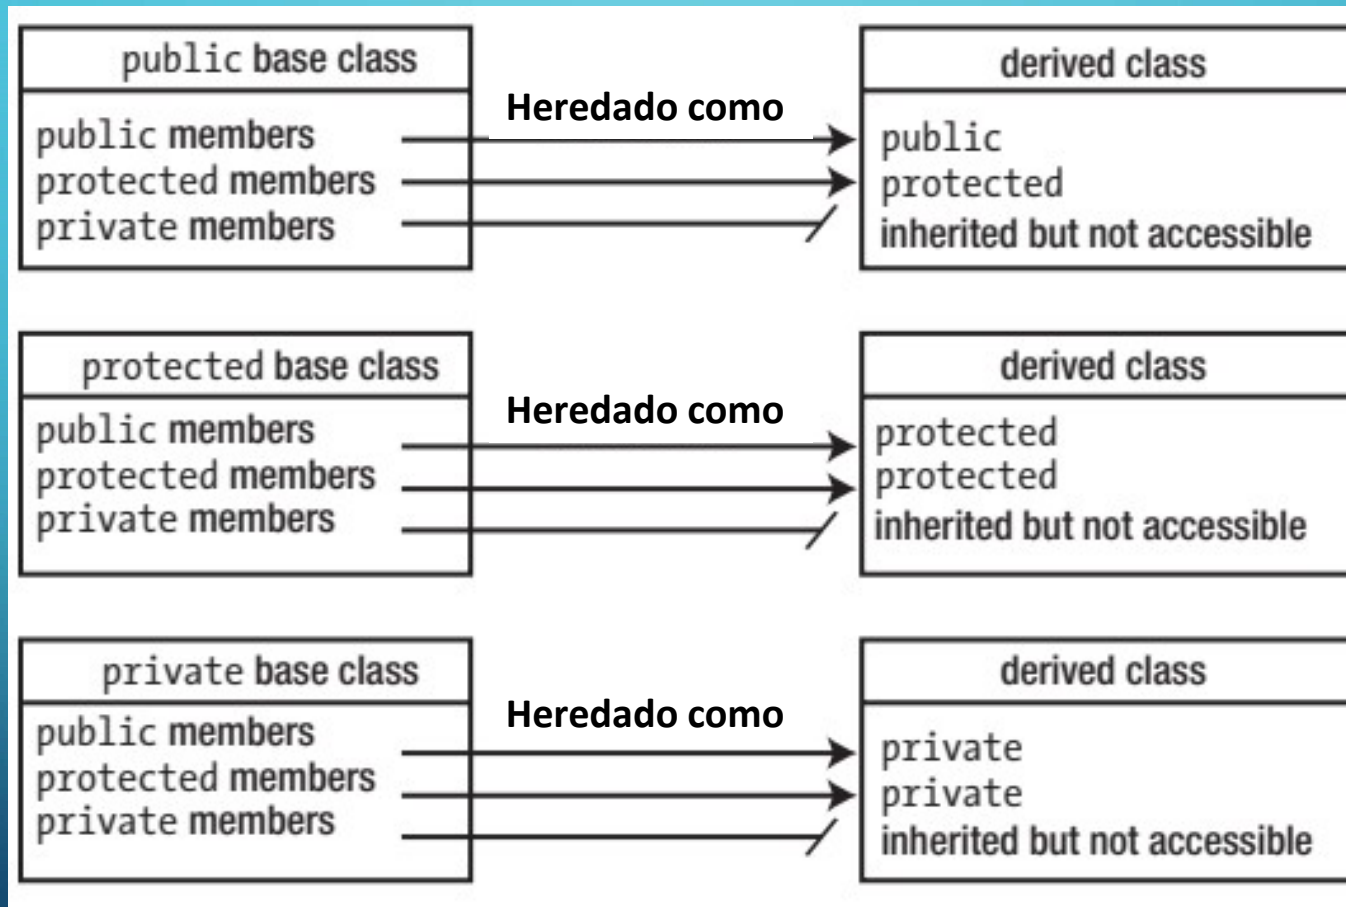 public base class
public members
protected members
private members
Heredado como
derived class
public
protected
inherited but not accessible
protected base class
public members
protected members
private members
Heredado como
derived class
protected
protected
inherited but not accessible
private base class
public members
protected members
private members
Heredado como
derived class
private
private
inherited but not accessible